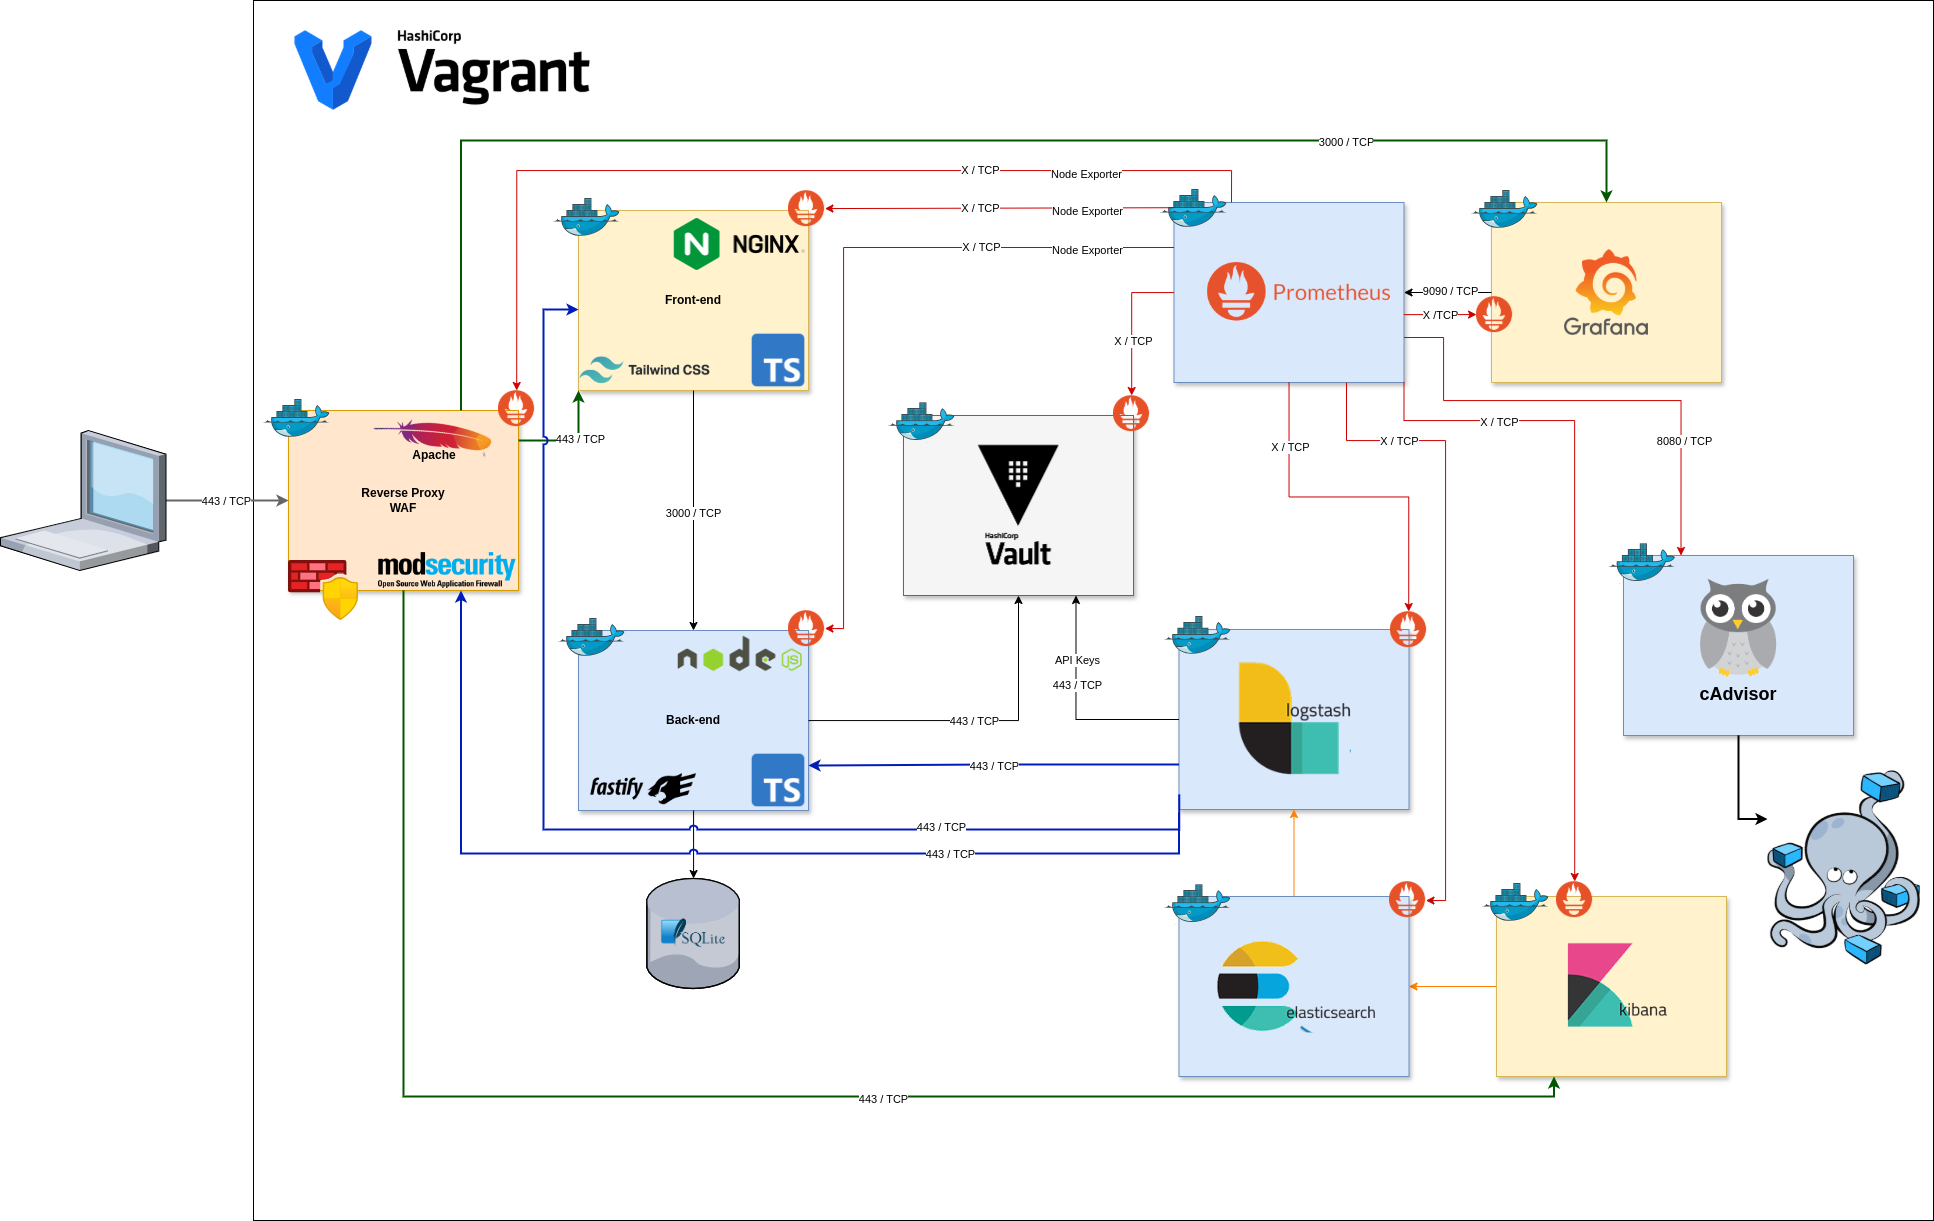 HashiCorp
Vagrant
3000 / TCP
X / TCP
Node Exporter
X / TCP
Node Exporter
X / TCP
Node Exporter
NGINX
Front-end
Tailwind CSS
TS
Prometheus
9090 / TCP
X /TCP
Grafana
X / TCP
443 / TCP
Apache
Reverse Proxy
WAF
modsecurity
Open Source Web Application Firewall
443 / TCP
3000 / TCP
HashiCorp
Vault
X / TCP
X / TCP
X / TCP
8080 / TCP
cAdvisor
node
JS
Back-end
fastify
TS
443 / TCP
API Keys
443 / TCP
logstash
443 / TCP
443 / TCP
443 / TCP
SQLite
elasticsearch
kibana
443 / TCP